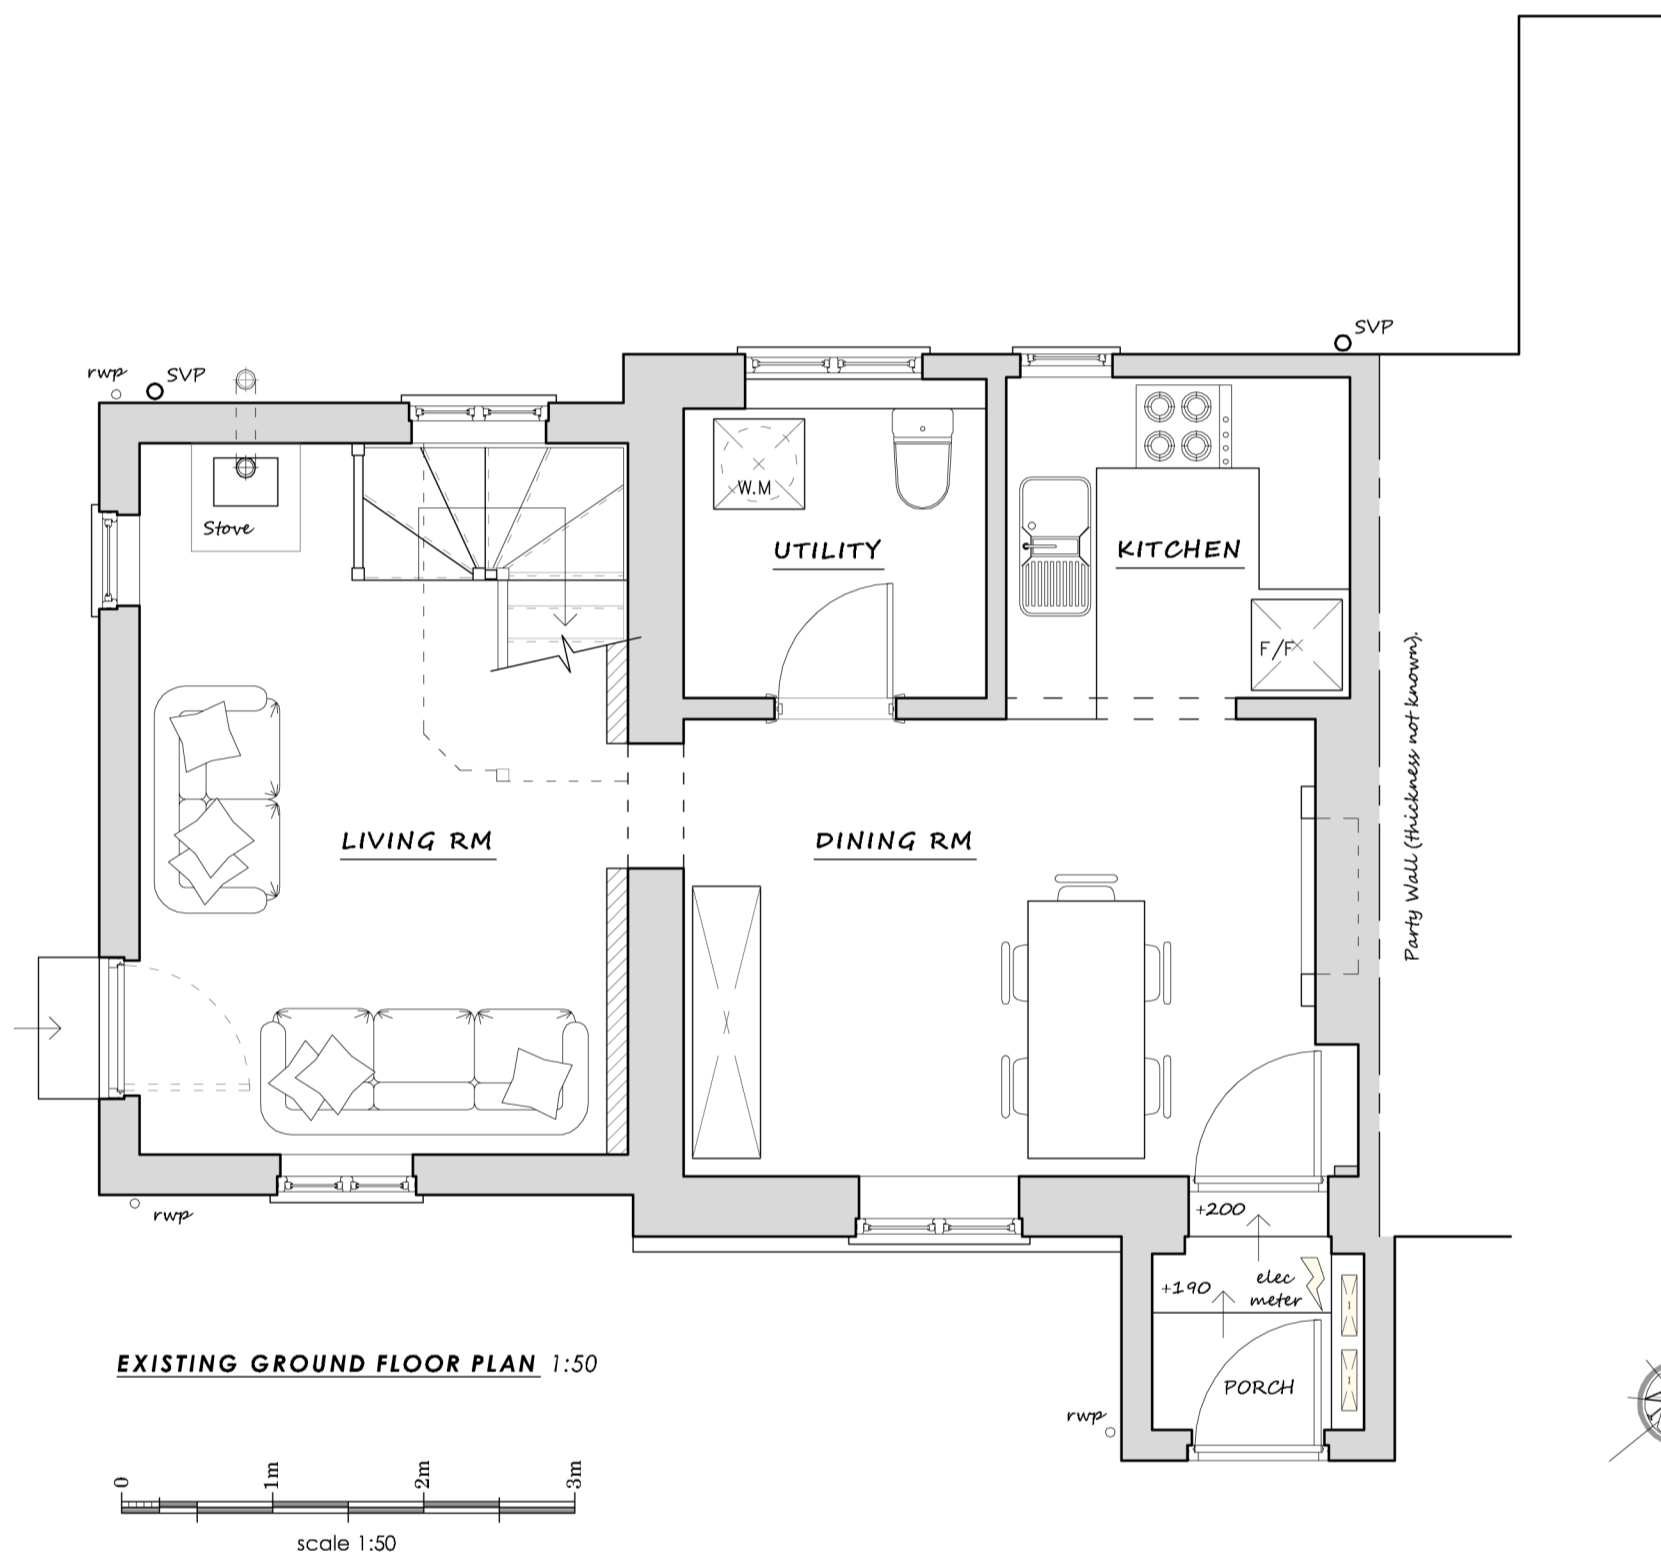 SVP
rwp
SVP
W.M
Stove
UTILITY
KITCHEN
F/F
Party Wall (thickness not known).
LIVING RM
DINING RM
+200
rwp
elec
meter
+190
EXISTING GROUND FLOOR PLAN 1:50
PORCH
rwp
0 1m 2m 3m
scale 1:50